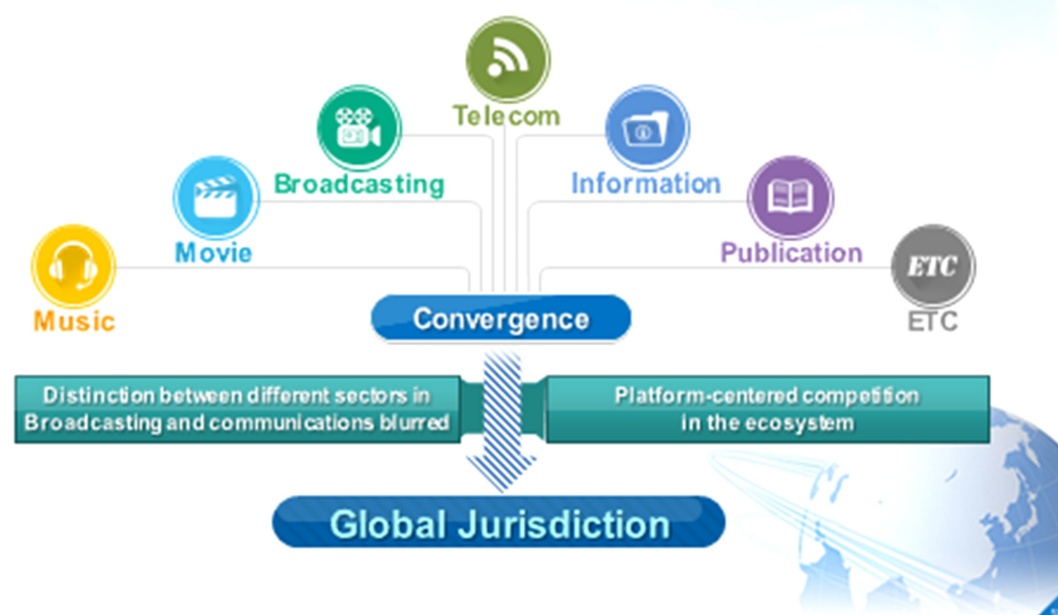 Telecom
Broadcasting
Information
Movie
Publication
Music
ETC
ETC
Convergence
Distinction between different sectors in
Broadcasting and communications blurred
Platform-centered competition
in the ecosystem
Global Jurisdiction